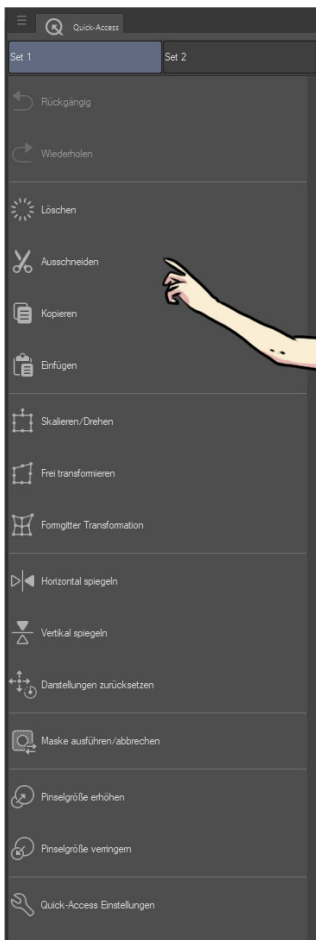 Quick-Access
Set 1
Set 2
Rückgängig
Wiederholen
Löschen
Ausschneiden
Kopieren
Einfügen
Skalieren/Drehen
Frei transformieren
Formgitter Transformation
Horizontal spiegeln
Vertikal spiegeln
Darstellungen zurücksetzen
Maske ausführen/abbrechen
Pinselgröße erhöhen
Pinselgröße verringern
Quick-Access Einstellungen